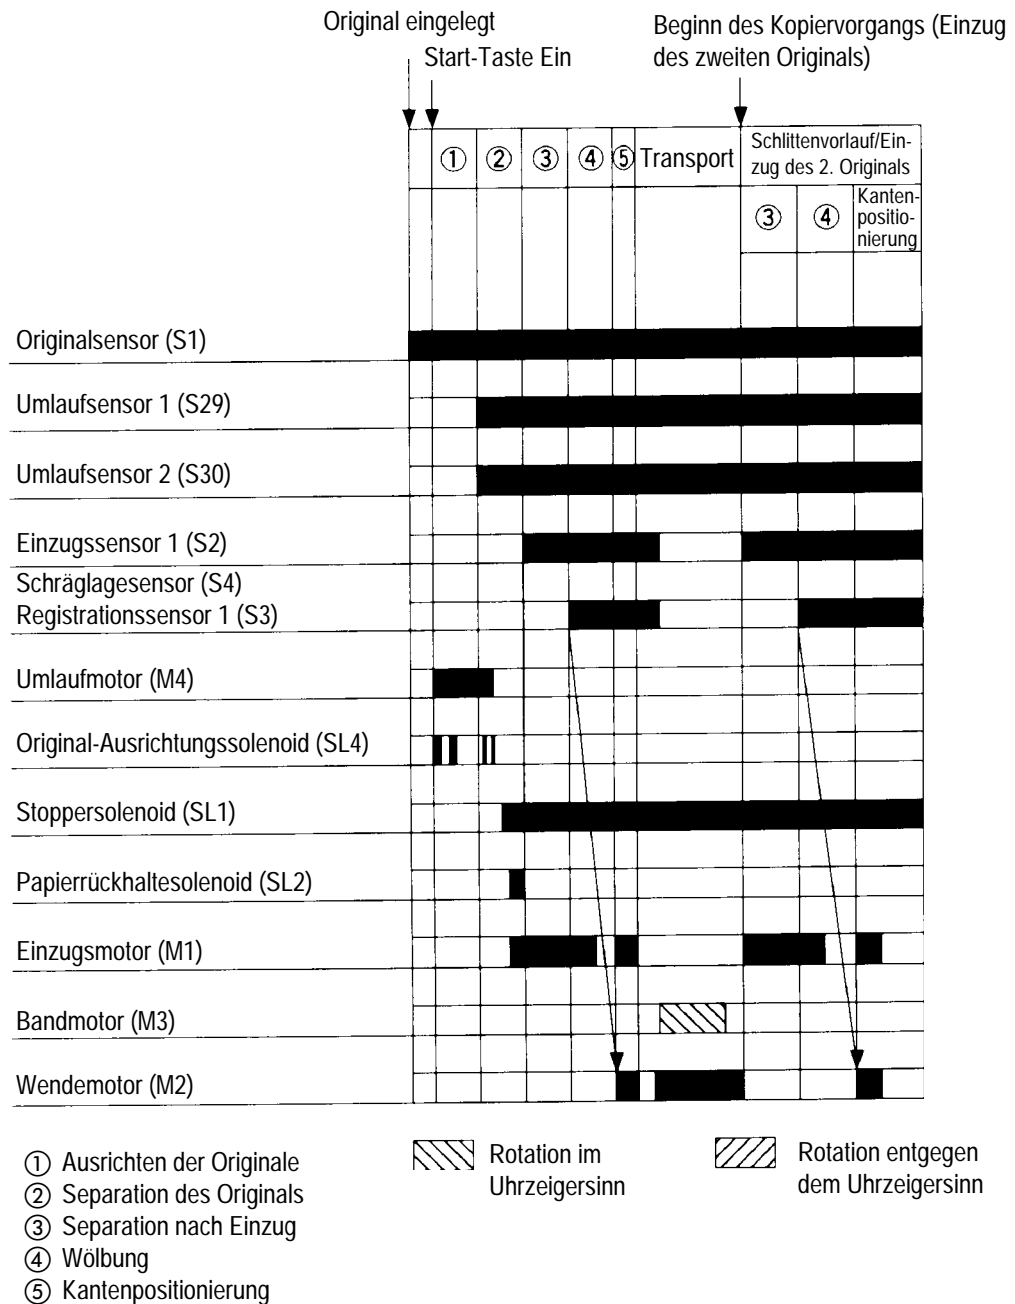 Original eingelegt
Start-Taste Ein
Beginn des Kopiervorgangs (Einzug
des zweiten Originals)
① ② ③ ④ ⑤ Transport
Schlittenvorlauf/Ein-
zug des 2. Originals
③ ④
Kanten-
positio-
nierung
Originalsensor (S1)
Umlaufsensor 1 (S29)
Umlaufsensor 2 (S30)
Einzugssensor 1 (S2)
Schräglagesensor (S4)
Registrationssensor 1 (S3)
Umlaufmotor (M4)
Original-Ausrichtungssolenoid (SL4)
Stoppersolenoid (SL1)
Papierrückhaltesolenoid (SL2)
Einzugsmotor (M1)
Bandmotor (M3)
Wendemotor (M2)
① Ausrichten der Originale
② Separation des Originals
③ Separation nach Einzug
④ Wölbung
⑤ Kantenpositionierung
Rotation im
Uhrzeigersinn
Rotation entgegen
dem Uhrzeigersinn